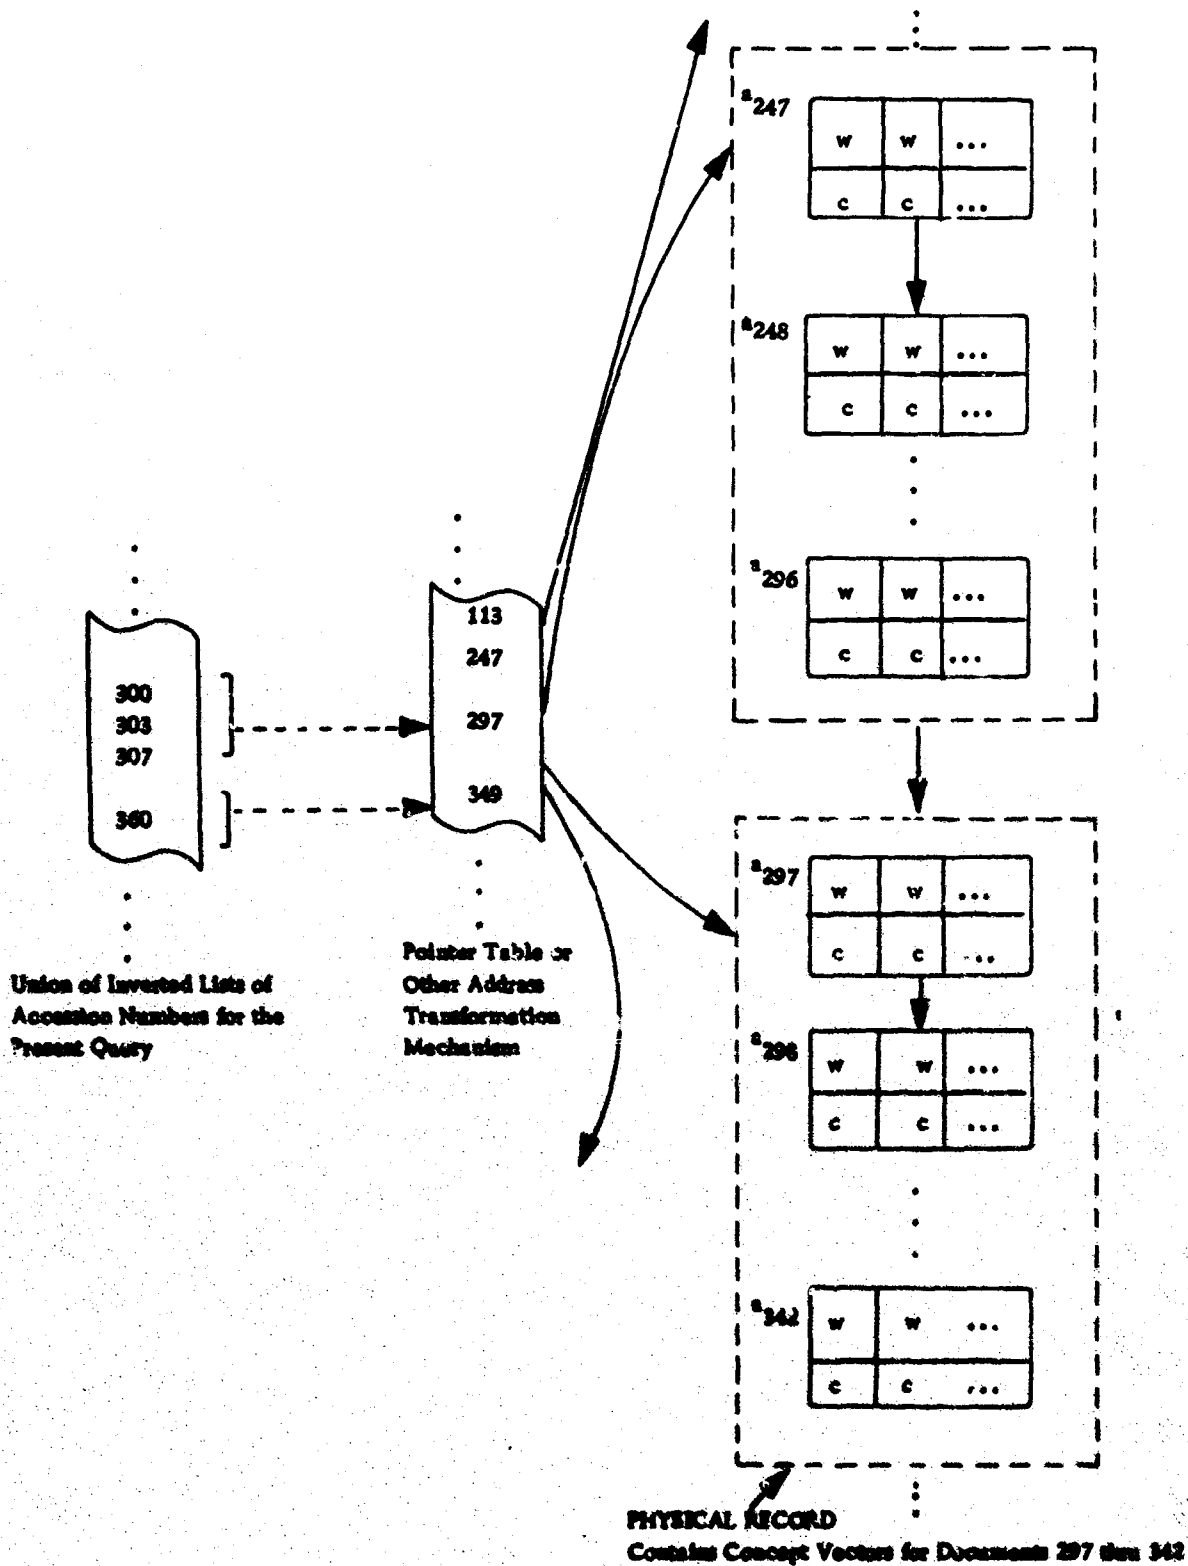 300
303
307
360
Union of Inverted Lists of
Accession Numbers for the
Present Query
113
247
297
349
Pointer Table or
Other Address
Transformation
Mechanism
a247
w w ...
c c ...
a248
w w ...
c c ...
a296
w w ...
c c ...
a297
w w ...
c c ...
a298
w w ...
c c ...
a342
w w ...
c c ...
PHYSICAL RECORD
Contains Concept Vectors for Documents 297 thru 342